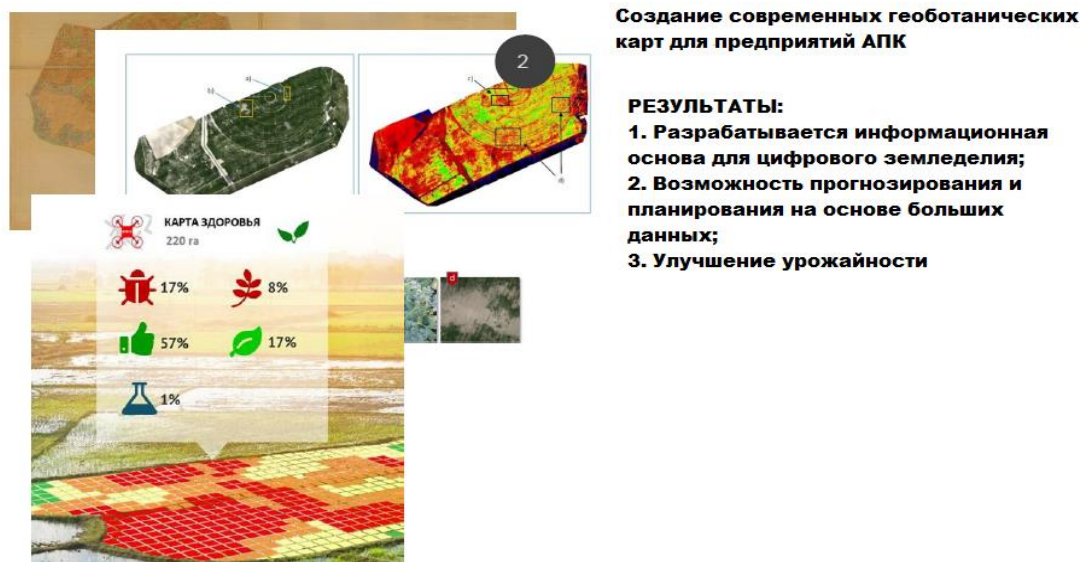 Создание современных геоботанических
карт для предприятий АПК
РЕЗУЛЬТАТЫ:
1. Разрабатывается информационная
основа для цифрового земледелия;
2. Возможность прогнозирования и
планирования на основе больших
данных;
3. Улучшение урожайности
2
a)
b)
c)
d)
КАРТА ЗДОРОВЬЯ
220 га
17%
8%
57%
17%
1%
d